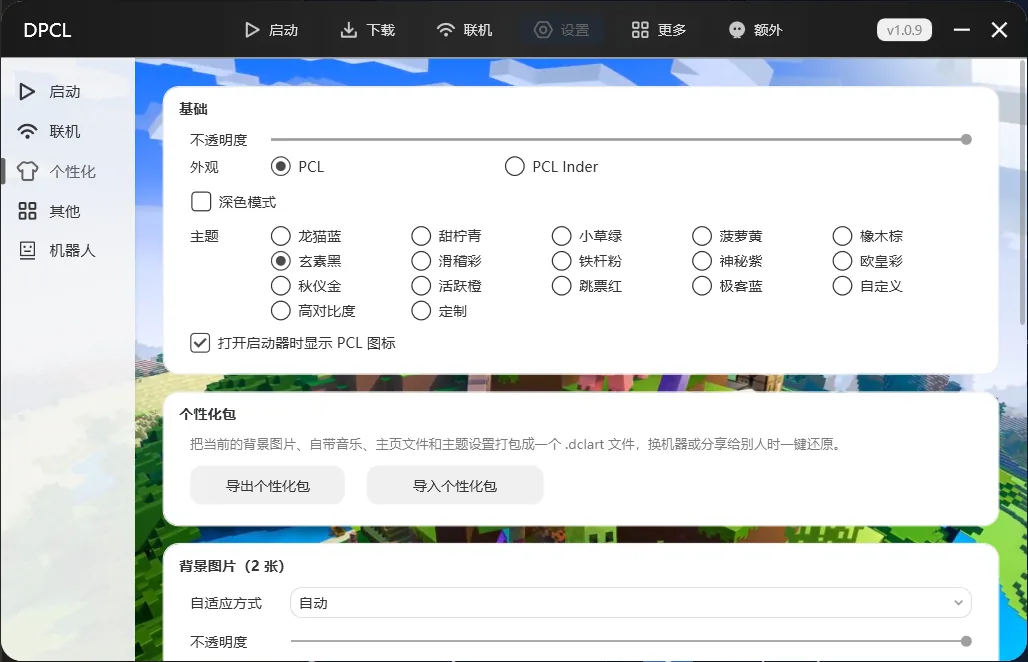 DPCL
启动 下载 联机 设置 更多 额外 v1.0.9
启动
联机
个性化
其他
机器人
基础
不透明度
外观 PCL PCL Inder
深色模式
主题 龙猫蓝 甜柠青 小草绿 菠萝黄 橡木棕
玄素黑 滑稽彩 铁杆粉 神秘紫 欧皇彩
秋仪金 活跃橙 跳票红 极客蓝 自定义
高对比度 定制
打开启动器时显示 PCL 图标
个性化包
把当前的背景图片、自带音乐、主页文件和主题设置打包成一个 .dclart 文件，换机器或分享给别人时一键还原。
导出个性化包 导入个性化包
背景图片（2 张）
自适应方式 自动
不透明度